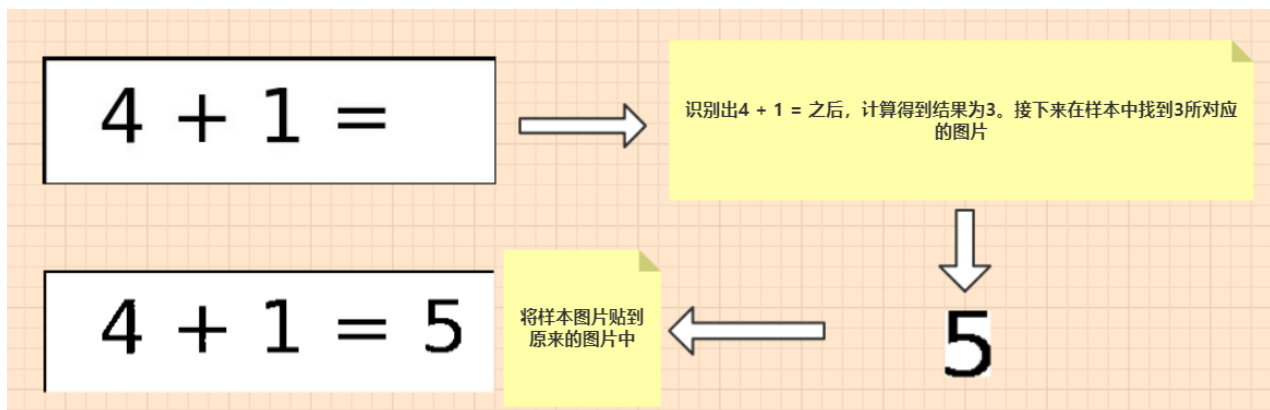 4 + 1 =
识别出4 + 1 = 之后，计算得到结果为3。接下来在样本中找到3所对应
的图片
5
将样本图片贴到
原来的图片中
4 + 1 = 5